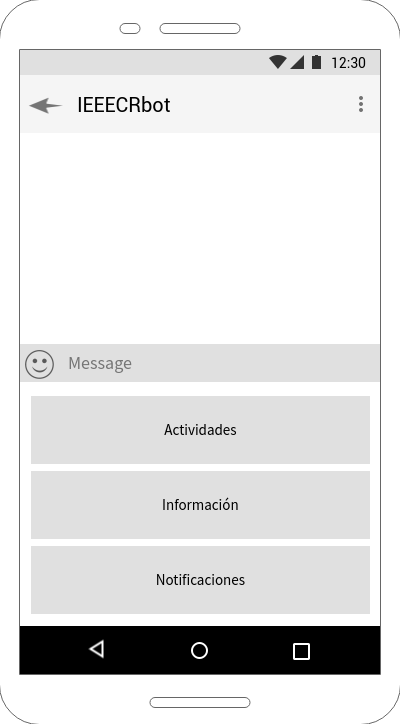 12:30
IEEECRbot
Message
Actividades
Información
Notificaciones